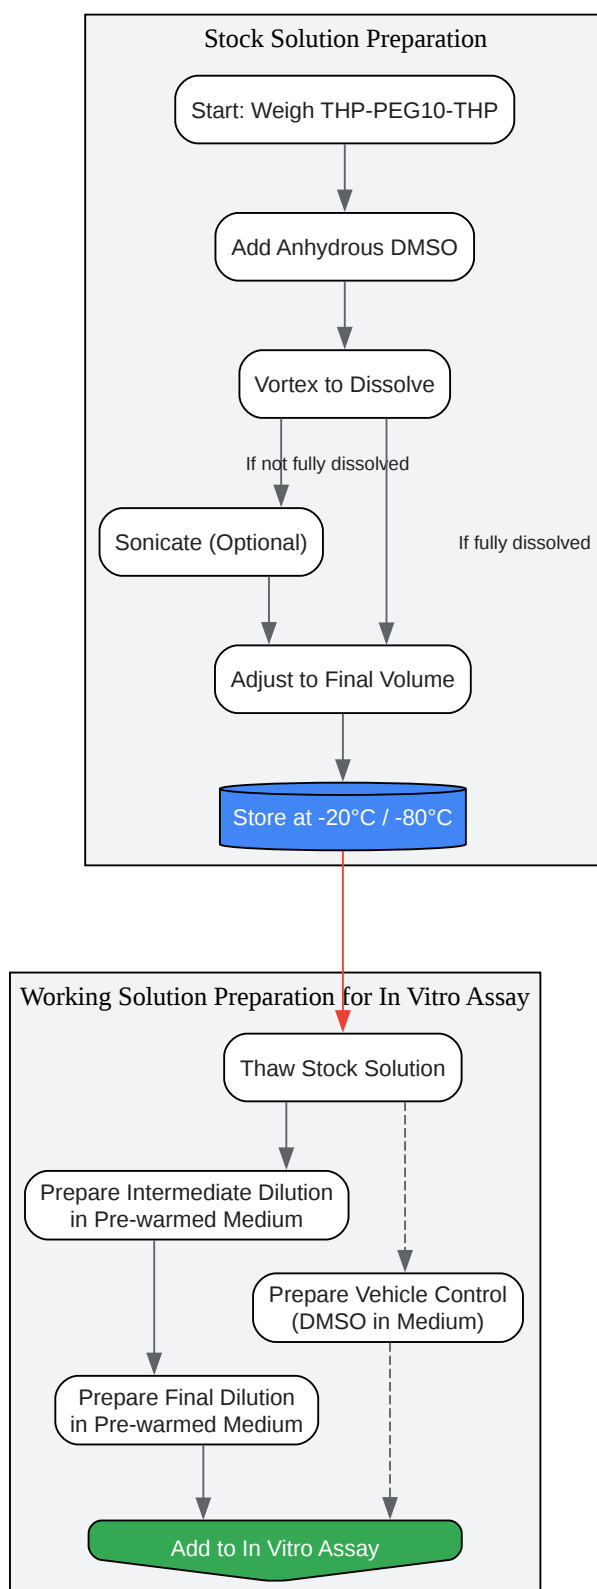 Stock Solution Preparation
Start: Weigh THP-PEG10-THP
Add Anhydrous DMSO
Vortex to Dissolve
If not fully dissolved
Sonicate (Optional)
If fully dissolved
Adjust to Final Volume
Store at -20°C / -80°C
Working Solution Preparation for In Vitro Assay
Thaw Stock Solution
Prepare Intermediate Dilution
in Pre-warmed Medium
Prepare Vehicle Control
(DMSO in Medium)
Prepare Final Dilution
in Pre-warmed Medium
Add to In Vitro Assay